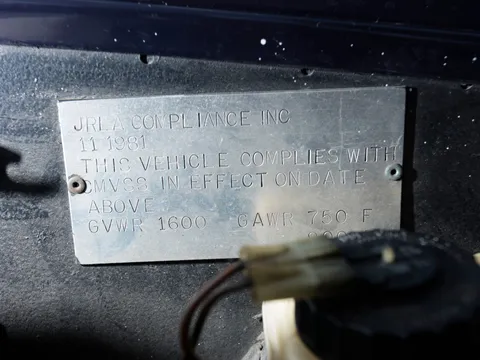 JRLA COMPLIANCE INC
11 1981
THIS VEHICLE COMPLIES WITH
CMVSS IN EFFECT ON DATE
ABOVE
GVWR 1600 GAWR 750 F